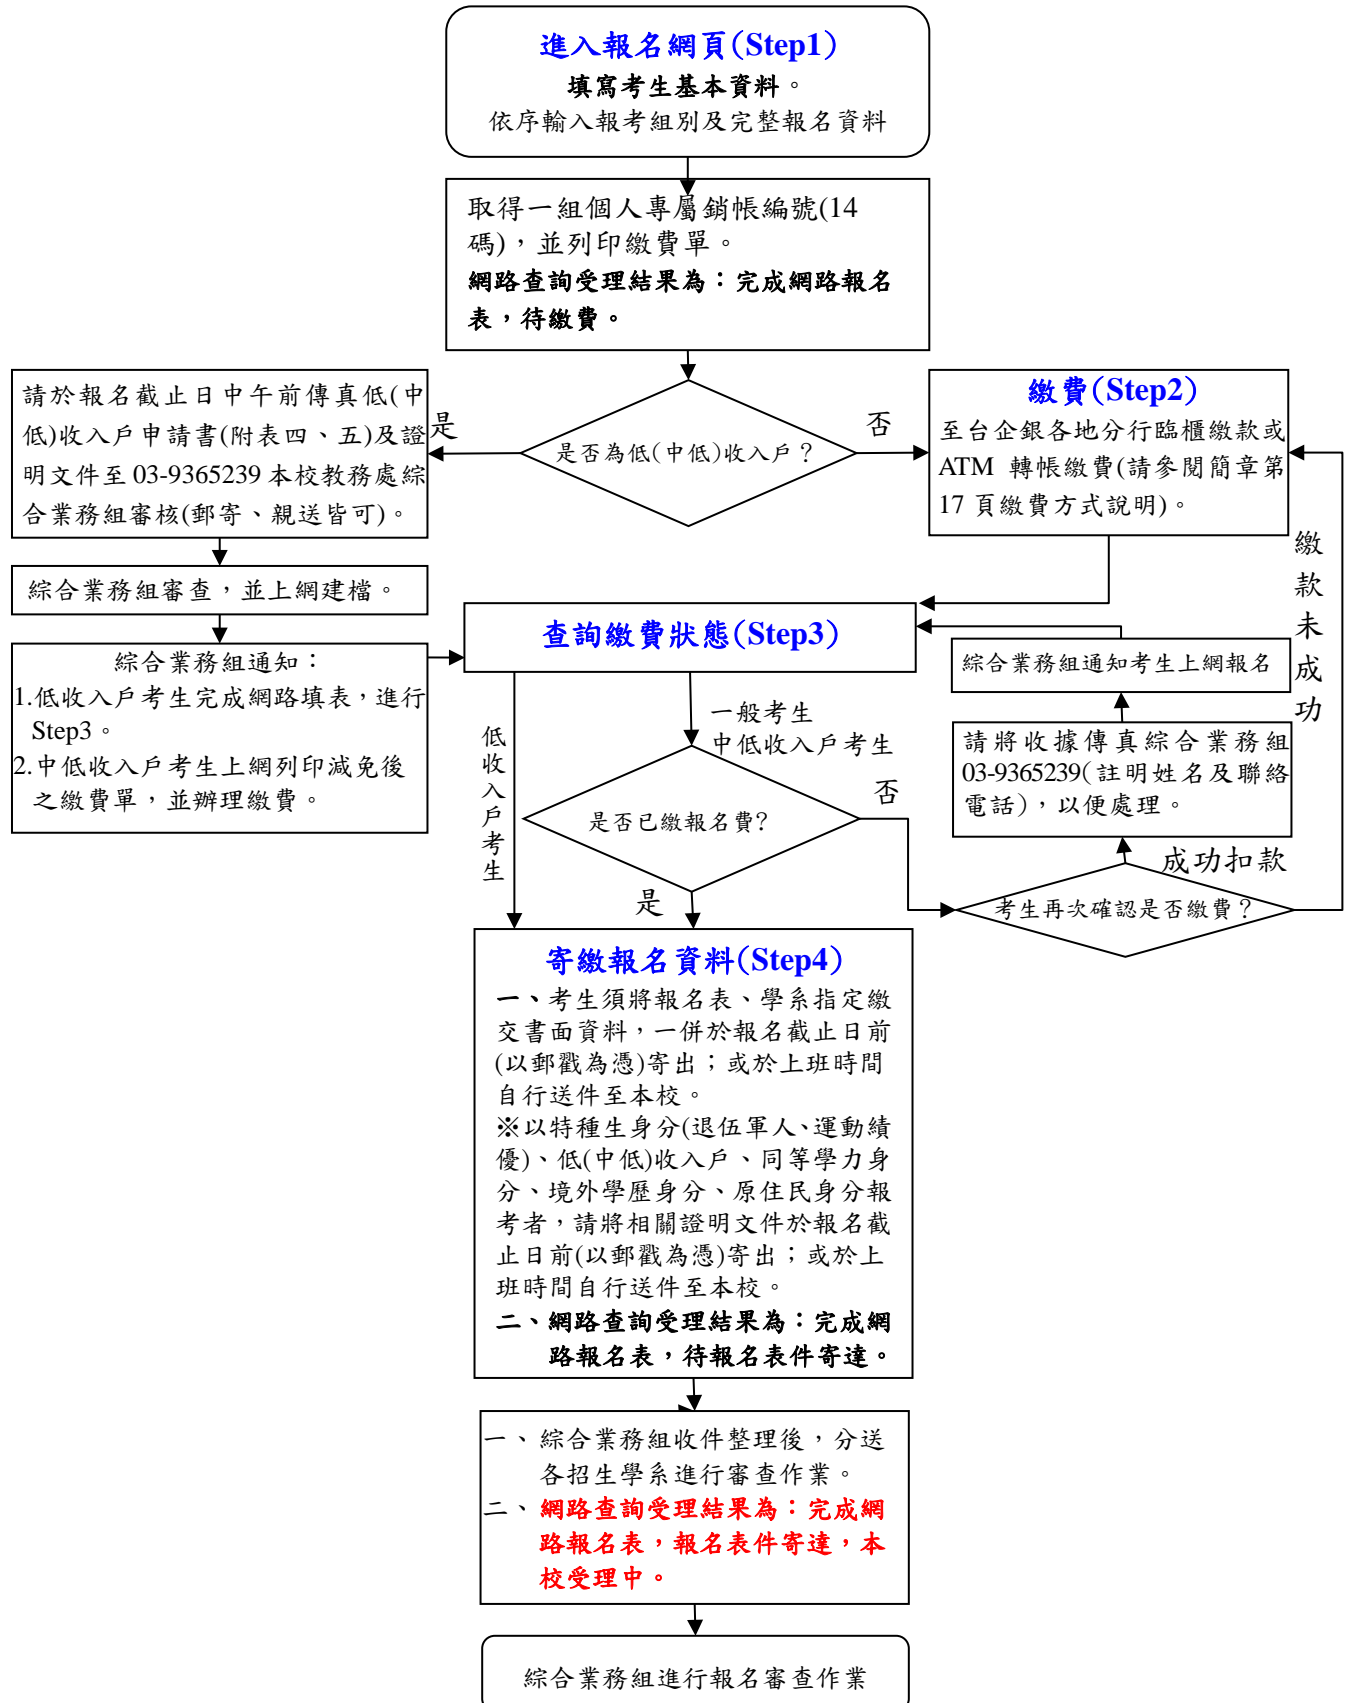 進入報名網頁(Step1)
填寫考生基本資料。
依序輸入報考組別及完整報名資料
取得一組個人專屬銷帳編號(14
碼)，並列印繳費單。
網路查詢受理結果為：完成網路報名
表，待繳費。
是否為低(中低)收入戶？
是
否
請於報名截止日中午前傳真低(中
低)收入戶申請書(附表四、五)及證
明文件至 03-9365239 本校教務處綜
合業務組審核(郵寄、親送皆可)。
綜合業務組審查，並上網建檔。
綜合業務組通知：
1.低收入戶考生完成網路填表，進行
Step3。
2.中低收入戶考生上網列印減免後
之繳費單，並辦理繳費。
繳費(Step2)
至台企銀各地分行臨櫃繳款或
ATM 轉帳繳費(請參閱簡章第
17 頁繳費方式說明)。
繳款未成功
查詢繳費狀態(Step3)
綜合業務組通知考生上網報名
請將收據傳真綜合業務組
03-9365239(註明姓名及聯絡
電話)，以便處理。
成功扣款
考生再次確認是否繳費？
低收入戶考生
一般考生
中低收入戶考生
否
是否已繳報名費?
是
寄繳報名資料(Step4)
一、考生須將報名表、學系指定繳
交書面資料，一併於報名截止日前
(以郵戳為憑)寄出；或於上班時間
自行送件至本校。
※以特種生身分(退伍軍人、運動績
優)、低(中低)收入戶、同等學力身
分、境外學歷身分、原住民身分報
考者，請將相關證明文件於報名截
止日前(以郵戳為憑)寄出；或於上
班時間自行送件至本校。
二、網路查詢受理結果為：完成網
路報名表，待報名表件寄達。
一、 綜合業務組收件整理後，分送
各招生學系進行審查作業。
二、 網路查詢受理結果為：完成網
路報名表，報名表件寄達，本
校受理中。
綜合業務組進行報名審查作業